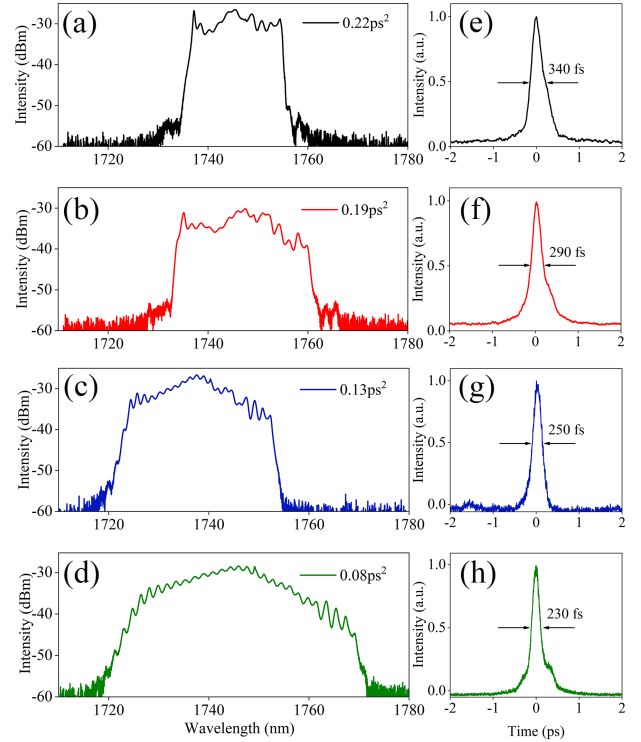 (a)
0.22ps²
Intensity (dBm)
-30
-40
-50
-60
1720
1740
1760
1780
(e)
340 fs
Intensity (a.u.)
1.0
0.5
0.0
-2
-1
0
1
2
(b)
0.19ps²
Intensity (dBm)
-30
-40
-50
-60
1720
1740
1760
1780
(f)
290 fs
Intensity (a.u.)
1.0
0.5
0.0
-2
-1
0
1
2
(c)
0.13ps²
Intensity (dBm)
-30
-40
-50
-60
1720
1740
1760
1780
(g)
250 fs
Intensity (a.u.)
1.0
0.5
0.0
-2
-1
0
1
2
(d)
0.08ps²
Intensity (dBm)
-30
-40
-50
-60
1720
1740
1760
1780
Wavelength (nm)
(h)
230 fs
Intensity (a.u.)
1.0
0.5
0.0
-2
-1
0
1
2
Time (ps)